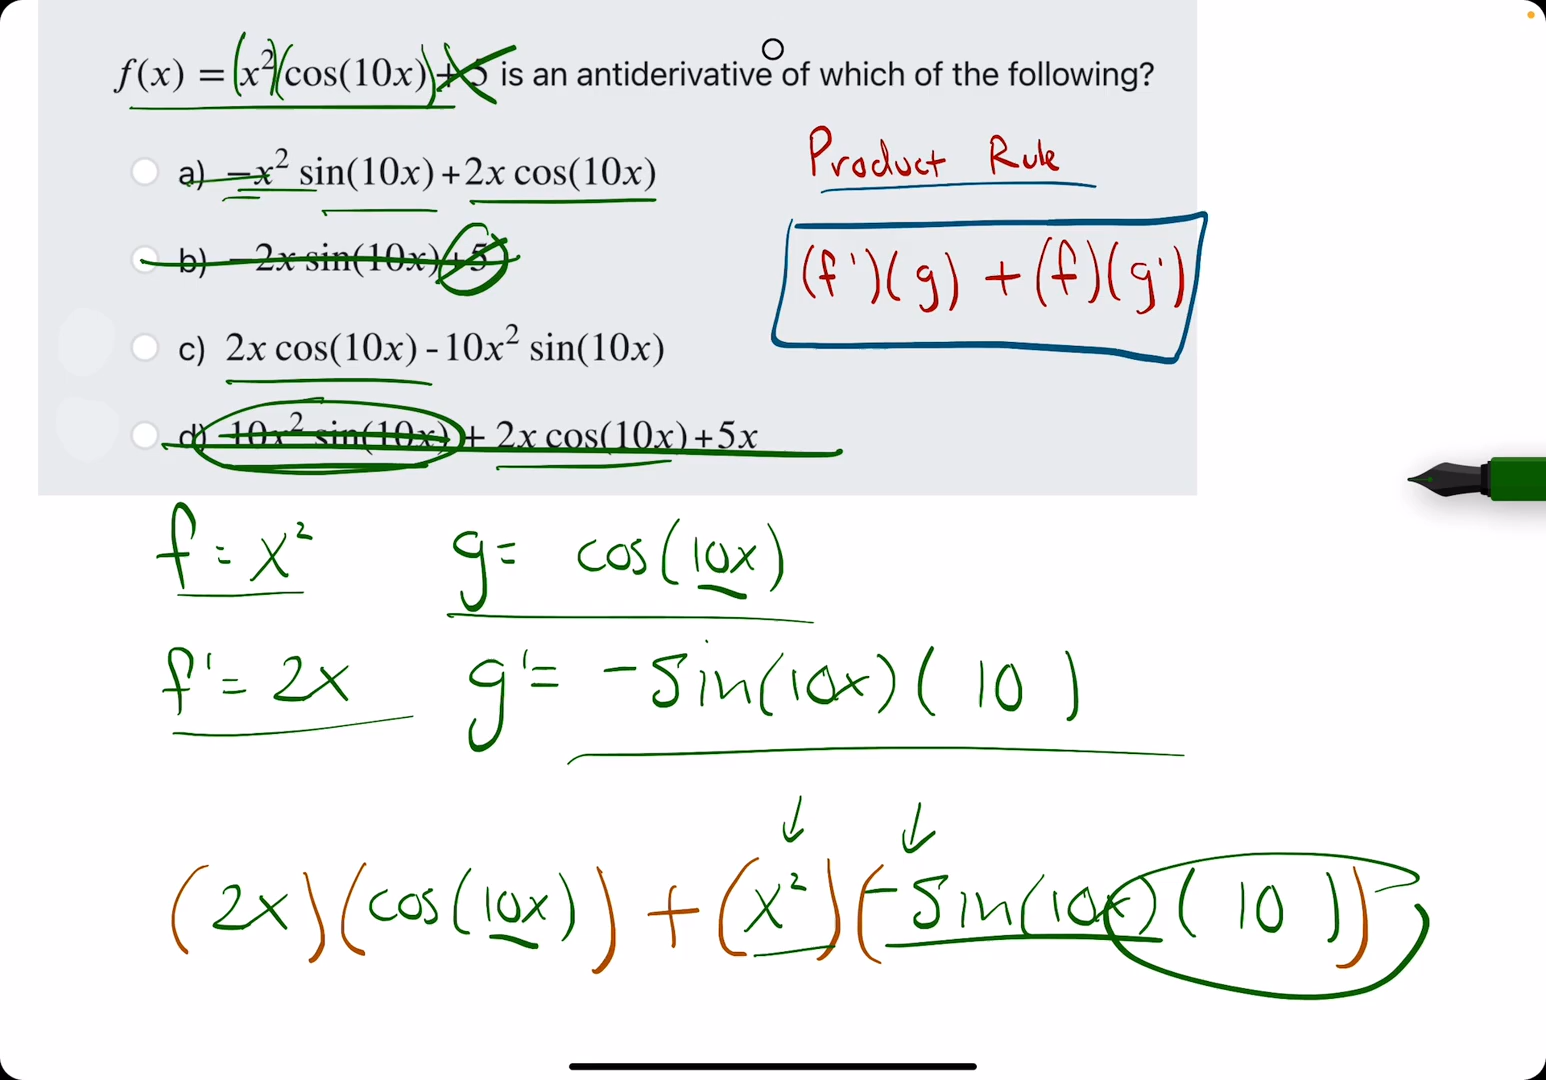 f(x) = (x²)(cos(10x)) + 5 is an antiderivative of which of the following?
a) −x² sin(10x) + 2x cos(10x)
b) −2x sin(10x) + 5
c) 2x cos(10x) - 10x² sin(10x)
d) 10x² sin(10x) + 2x cos(10x) + 5x
Product Rule
(f')(g) + (f)(g')
f = x² g = cos(10x)
f' = 2x g' = -sin(10x)(10)
(2x)(cos(10x)) + (x²)(-sin(10x)(10))